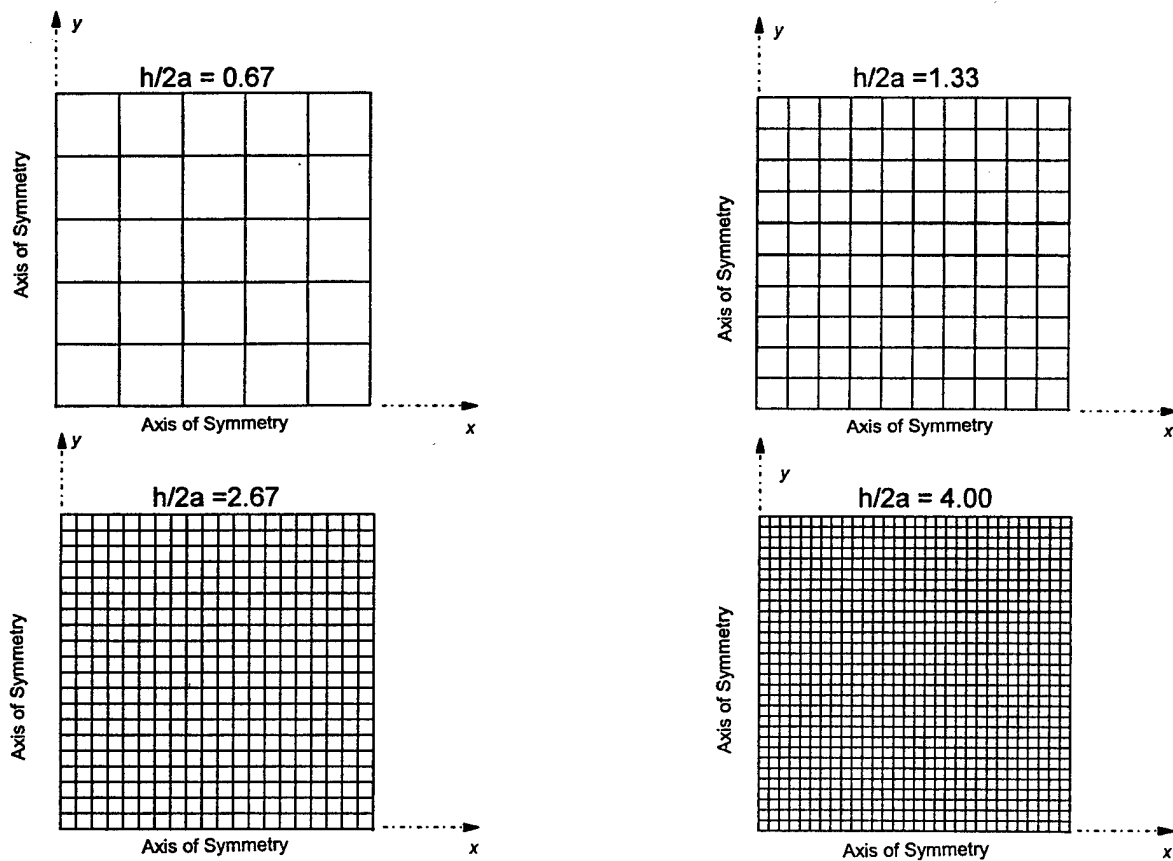 y
h/2a = 0.67
Axis of Symmetry
Axis of Symmetry
x
y
h/2a =1.33
Axis of Symmetry
Axis of Symmetry
x
y
h/2a =2.67
Axis of Symmetry
Axis of Symmetry
x
y
h/2a = 4.00
Axis of Symmetry
Axis of Symmetry
x